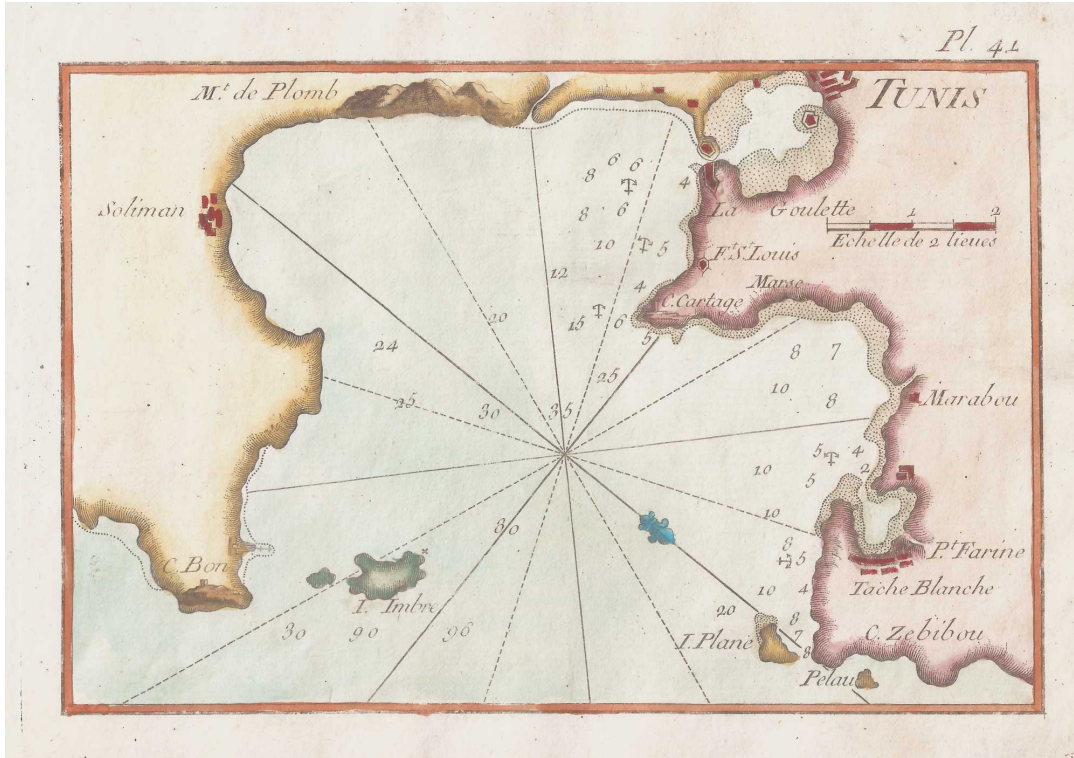 Pl. 41
Mt. de Plomb
TUNIS
Soliman
6
6
8
4
8
6
La Goulette
1
2
Echelle de 2 lieues
10
5
Ft. St. Louis
12
4
Marse
C. Cartage
20
15
6
5
24
8
7
25
10
25
30
35
8
Marabou
5
4
10
2
5
80
10
8
5
Pt. Farine
C. Bon
10
4
Tache Blanche
I. Imbre
20
8
30
90
96
7
C. Zebibou
I. Plane
8
Pelau